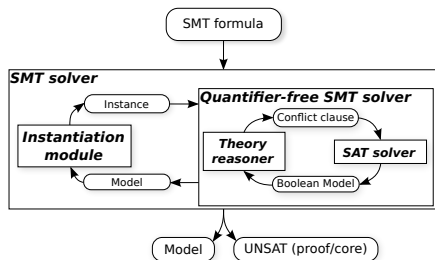 SMT formula
SMT solver
Instance
Quantifier-free SMT solver
Conflict clause
Instantiation
module
Theory
reasoner
SAT solver
Model
Boolean Model
Model
UNSAT (proof/core)